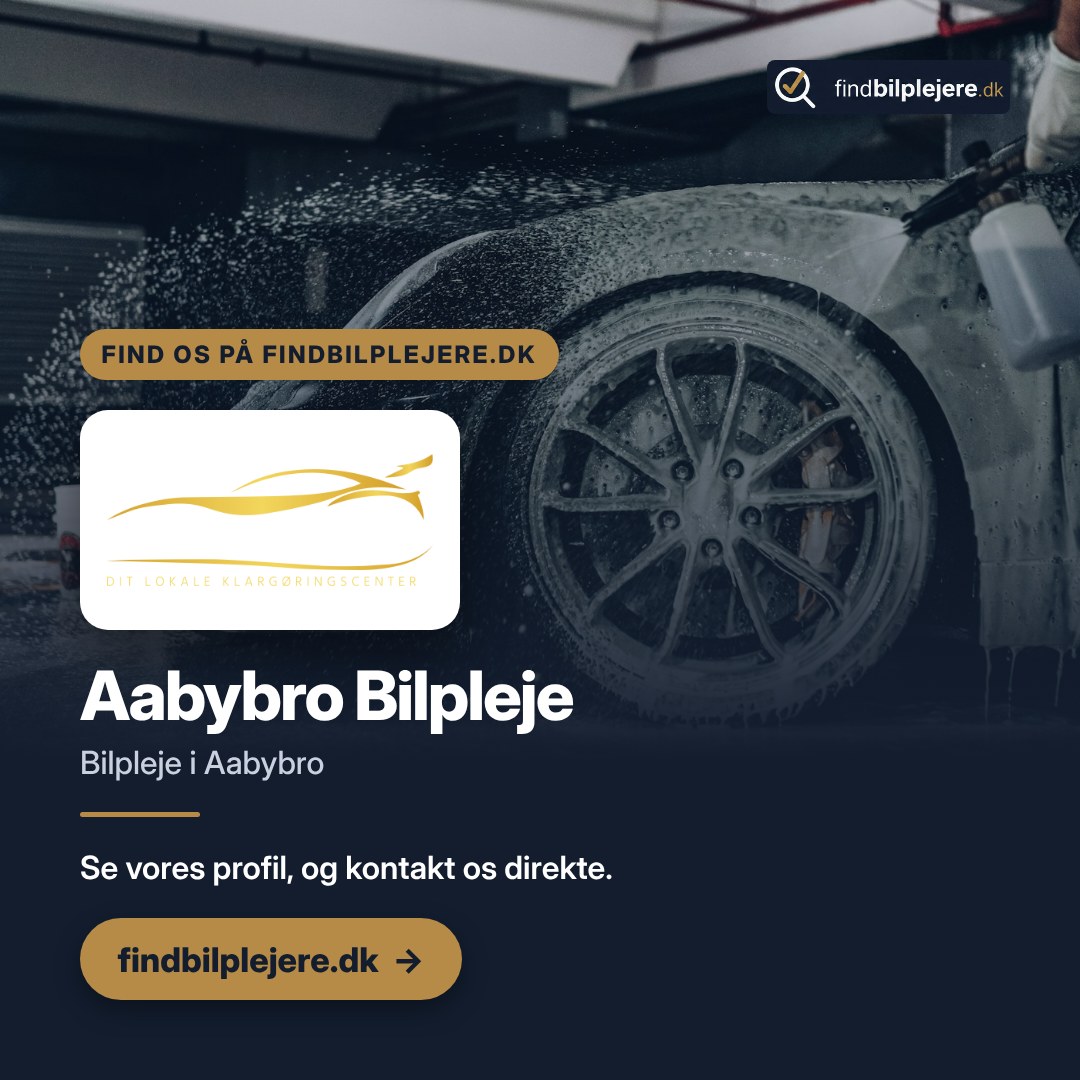 findbilplejere.dk
FIND OS PÅ FINDBILPLEJERE.DK
DIT LOKALE KLARGØRINGSCENTER
Aabybro Bilpleje
Bilpleje i Aabybro
Se vores profil, og kontakt os direkte.
findbilplejere.dk →